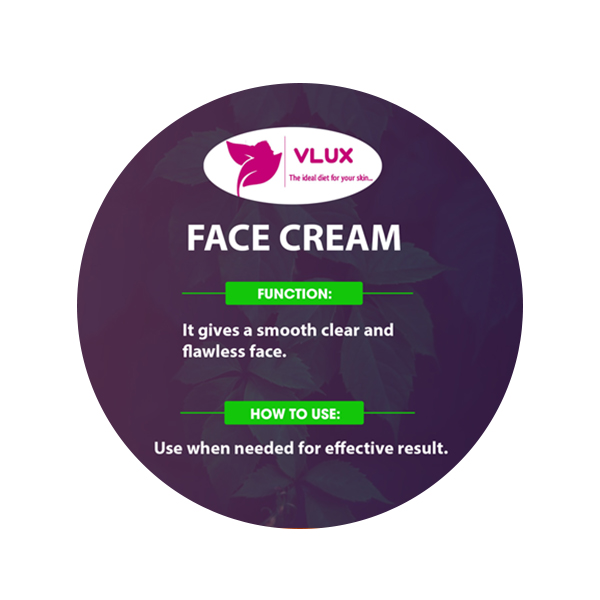 VLUX
The ideal diet for your skin...
FACE CREAM
FUNCTION:
It gives a smooth clear and
flawless face.
HOW TO USE:
Use when needed for effective result.